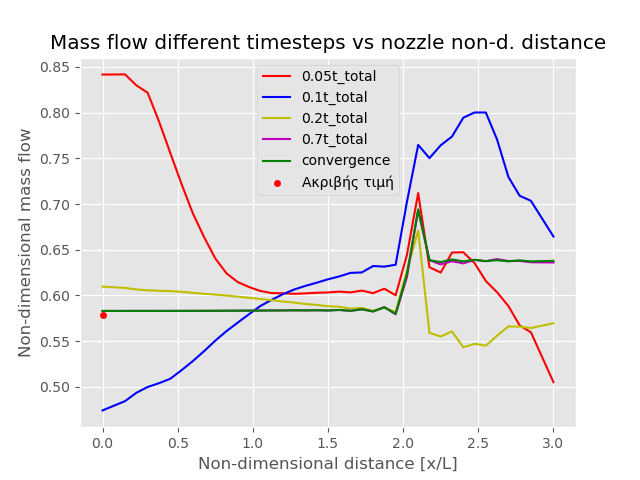 Mass flow different timesteps vs nozzle non-d. distance
0.05t_total
0.1t_total
0.2t_total
0.7t_total
convergence
Ακριβής τιμή
Non-dimensional mass flow
0.85
0.80
0.75
0.70
0.65
0.60
0.55
0.50
0.0 0.5 1.0 1.5 2.0 2.5 3.0
Non-dimensional distance [x/L]